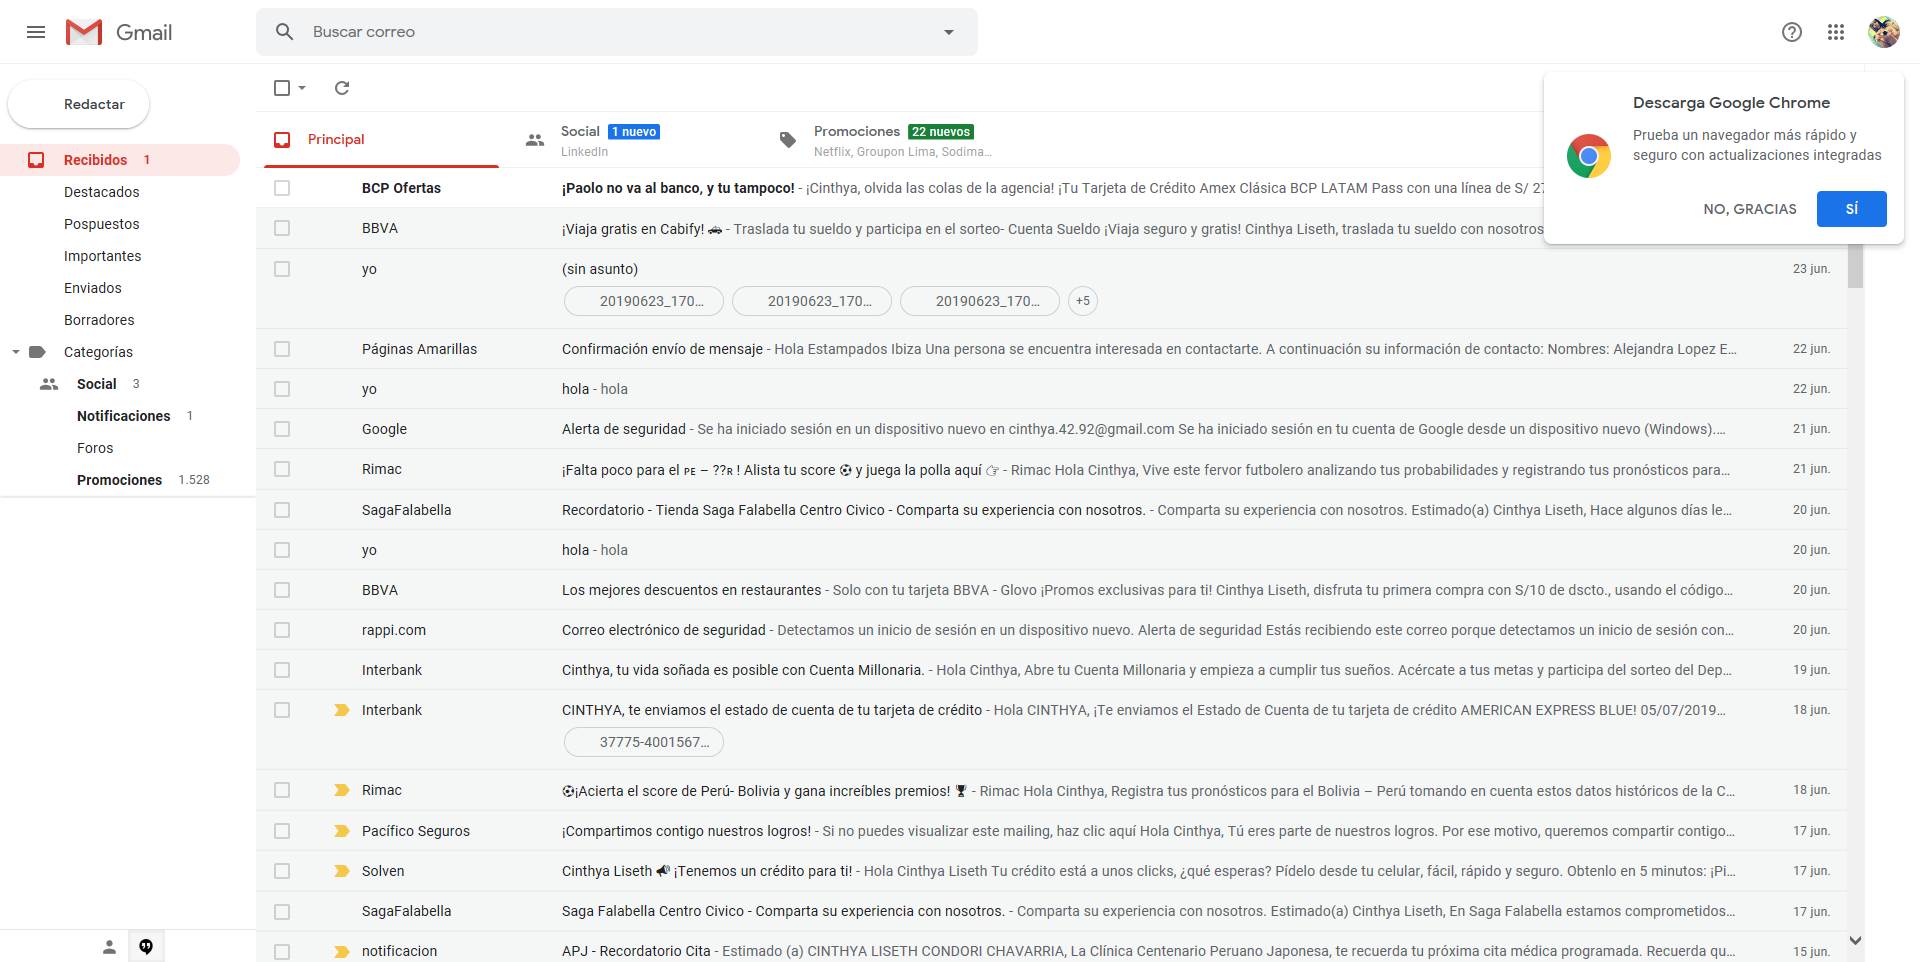 Gmail
Buscar correo
Redactar
Recibidos 1
Destacados
Pospuestos
Importantes
Enviados
Borradores
Categorías
Social 3
Notificaciones 1
Foros
Promociones 1.528
Principal
Social 1 nuevo
LinkedIn
Promociones 22 nuevos
Netflix, Groupon Lima, Sodima...
Descarga Google Chrome
Prueba un navegador más rápido y
seguro con actualizaciones integradas
NO, GRACIAS SÍ
BCP Ofertas ¡Paolo no va al banco, y tu tampoco! - ¡Cinthya, olvida las colas de la agencia! ¡Tu Tarjeta de Crédito Amex Clásica BCP LATAM Pass con una línea de S/ 27
BBVA ¡Viaja gratis en Cabify! 🚓 - Traslada tu sueldo y participa en el sorteo- Cuenta Sueldo ¡Viaja seguro y gratis! Cinthya Liseth, traslada tu sueldo con nosotros
yo (sin asunto) 23 jun.
20190623_170... 20190623_170... 20190623_170... +5
Páginas Amarillas Confirmación envío de mensaje - Hola Estampados Ibiza Una persona se encuentra interesada en contactarte. A continuación su información de contacto: Nombres: Alejandra Lopez E... 22 jun.
yo hola - hola 22 jun.
Google Alerta de seguridad - Se ha iniciado sesión en un dispositivo nuevo en cinthya.42.92@gmail.com Se ha iniciado sesión en tu cuenta de Google desde un dispositivo nuevo (Windows).... 21 jun.
Rimac ¡Falta poco para el ᴘᴇ – ??ʀ ! Alista tu score ⚽ y juega la polla aquí 👉 - Rimac Hola Cinthya, Vive este fervor futbolero analizando tus probabilidades y registrando tus pronósticos para... 21 jun.
SagaFalabella Recordatorio - Tienda Saga Falabella Centro Civico - Comparta su experiencia con nosotros. - Comparta su experiencia con nosotros. Estimado(a) Cinthya Liseth, Hace algunos días le... 20 jun.
yo hola - hola 20 jun.
BBVA Los mejores descuentos en restaurantes - Solo con tu tarjeta BBVA - Glovo ¡Promos exclusivas para ti! Cinthya Liseth, disfruta tu primera compra con S/10 de dscto., usando el código... 20 jun.
rappi.com Correo electrónico de seguridad - Detectamos un inicio de sesión en un dispositivo nuevo. Alerta de seguridad Estás recibiendo este correo porque detectamos un inicio de sesión con... 20 jun.
Interbank Cinthya, tu vida soñada es posible con Cuenta Millonaria. - Hola Cinthya, Abre tu Cuenta Millonaria y empieza a cumplir tus sueños. Acércate a tus metas y participa del sorteo del Dep... 19 jun.
Interbank CINTHYA, te enviamos el estado de cuenta de tu tarjeta de crédito - Hola CINTHYA, ¡Te enviamos el Estado de Cuenta de tu tarjeta de crédito AMERICAN EXPRESS BLUE! 05/07/2019... 18 jun.
37775-4001567...
Rimac ⚽¡Acierta el score de Perú- Bolivia y gana increíbles premios! 🏆 - Rimac Hola Cinthya, Registra tus pronósticos para el Bolivia – Perú tomando en cuenta estos datos históricos de la C... 18 jun.
Pacífico Seguros ¡Compartimos contigo nuestros logros! - Si no puedes visualizar este mailing, haz clic aquí Hola Cinthya, Tú eres parte de nuestros logros. Por ese motivo, queremos compartir contigo... 17 jun.
Solven Cinthya Liseth 📢 ¡Tenemos un crédito para ti! - Hola Cinthya Liseth Tu crédito está a unos clicks, ¿qué esperas? Pídelo desde tu celular, fácil, rápido y seguro. Obtenlo en 5 minutos: ¡Pi... 17 jun.
SagaFalabella Saga Falabella Centro Civico - Comparta su experiencia con nosotros. - Comparta su experiencia con nosotros. Estimado(a) Cinthya Liseth, En Saga Falabella estamos comprometidos... 17 jun.
notificacion APJ - Recordatorio Cita - Estimado (a) CINTHYA LISETH CONDORI CHAVARRIA, La Clínica Centenario Peruano Japonesa, te recuerda tu próxima cita médica programada. Recuerda qu... 15 jun.